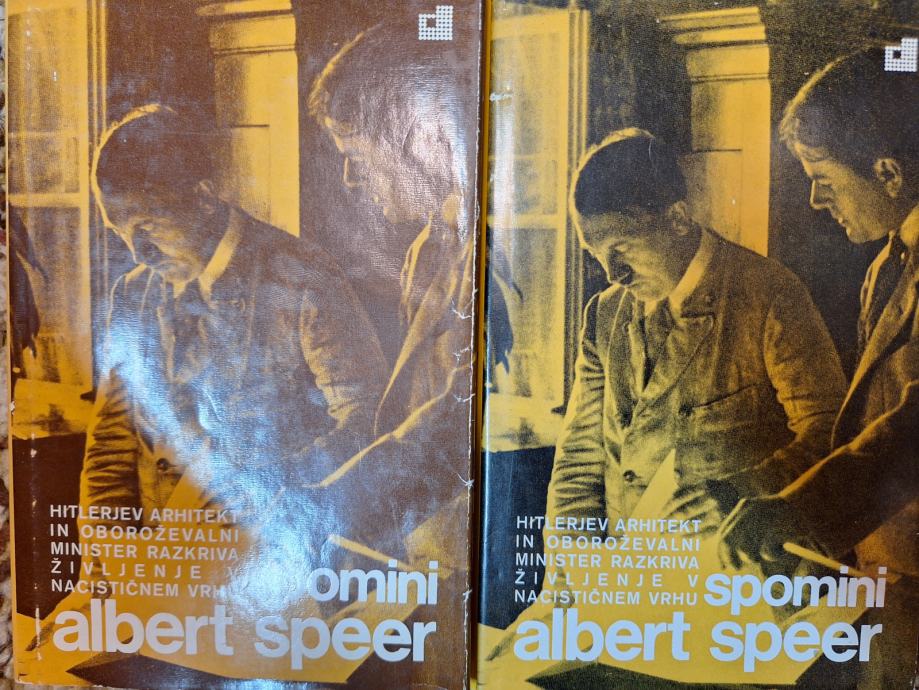 HITLERJEV ARHITEKT
IN OBOROŽEVALNI
MINISTER RAZKRIVA
ŽIVLJENJE V
NACISTIČNEM VRHU
spomini
albert speer
HITLERJEV ARHITEKT
IN OBOROŽEVALNI
MINISTER RAZKRIVA
ŽIVLJENJE V
NACISTIČNEM VRHU
spomini
albert speer